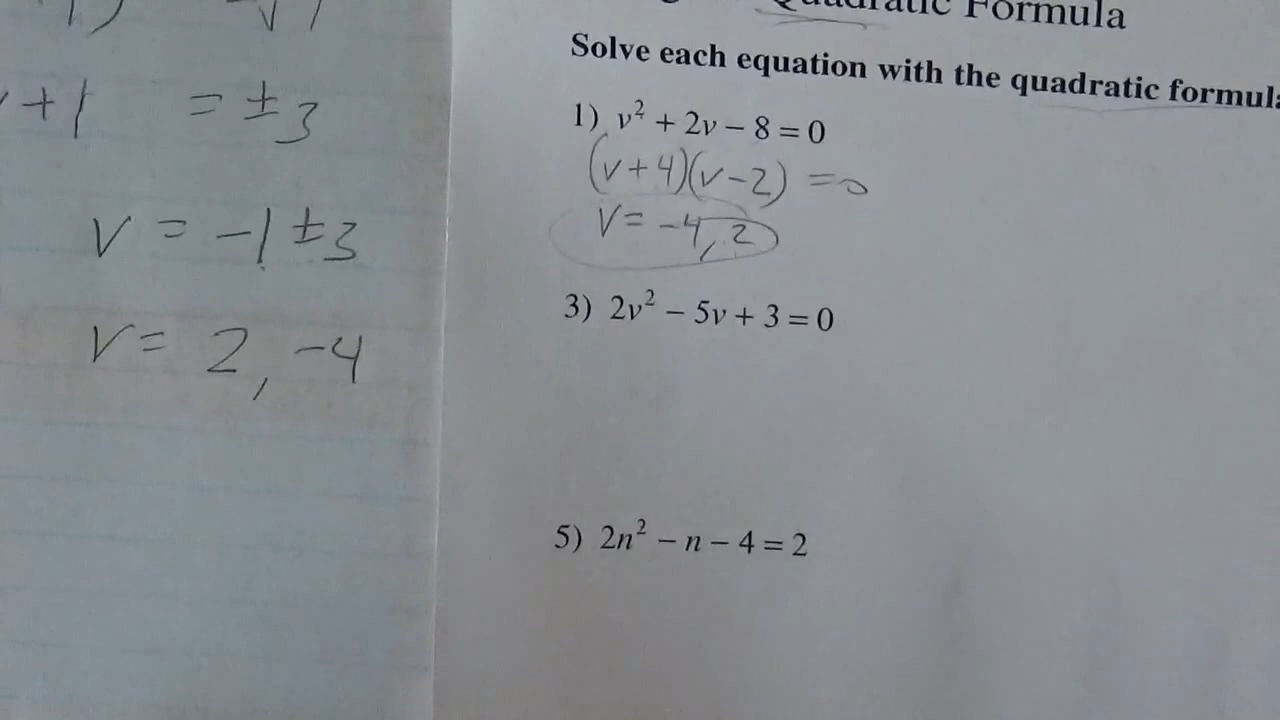 +1 = ±3
v = -1 ±3
v = 2, -4
Quadratic Formula
Solve each equation with the quadratic formula
1) v² + 2v − 8 = 0
(v+4)(v-2) =0
v= -4, 2
3) 2v² − 5v + 3 = 0
5) 2n² − n − 4 = 2